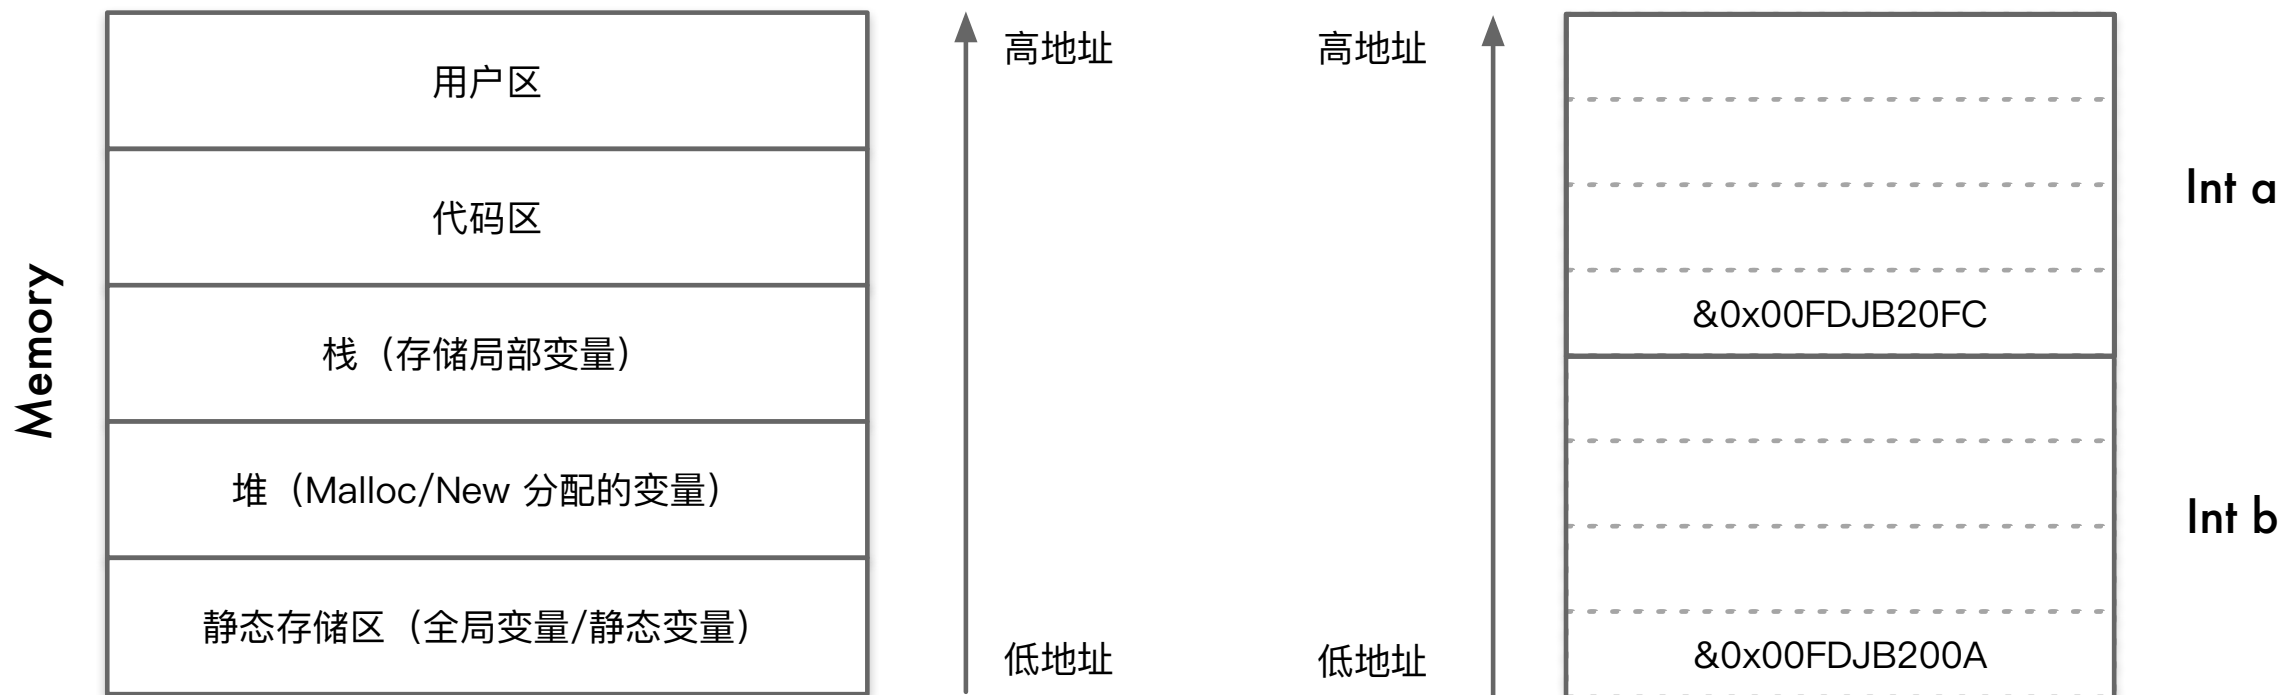 Memory
用户区
代码区
栈（存储局部变量）
堆（Malloc/New 分配的变量）
静态存储区（全局变量/静态变量）
高地址
低地址
高地址
低地址
&0x00FDJB20FC
&0x00FDJB200A
Int a
Int b